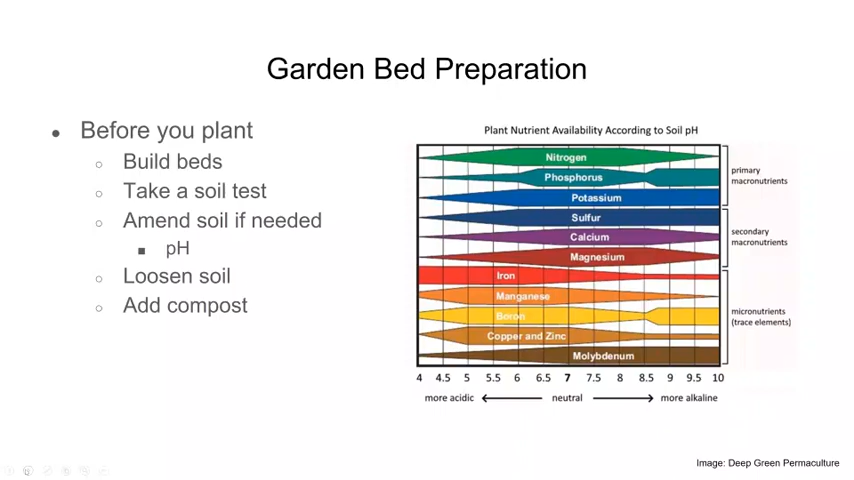 Garden Bed Preparation
● Before you plant
○ Build beds
○ Take a soil test
○ Amend soil if needed
■ pH
○ Loosen soil
○ Add compost
Plant Nutrient Availability According to Soil pH
Nitrogen
Phosphorus
Potassium
primary
macronutrients
Sulfur
Calcium
Magnesium
secondary
macronutrients
Iron
Manganese
Boron
Copper and Zinc
Molybdenum
micronutrients
(trace elements)
4 4.5 5 5.5 6 6.5 7 7.5 8 8.5 9 9.5 10
more acidic neutral more alkaline
Image: Deep Green Permaculture